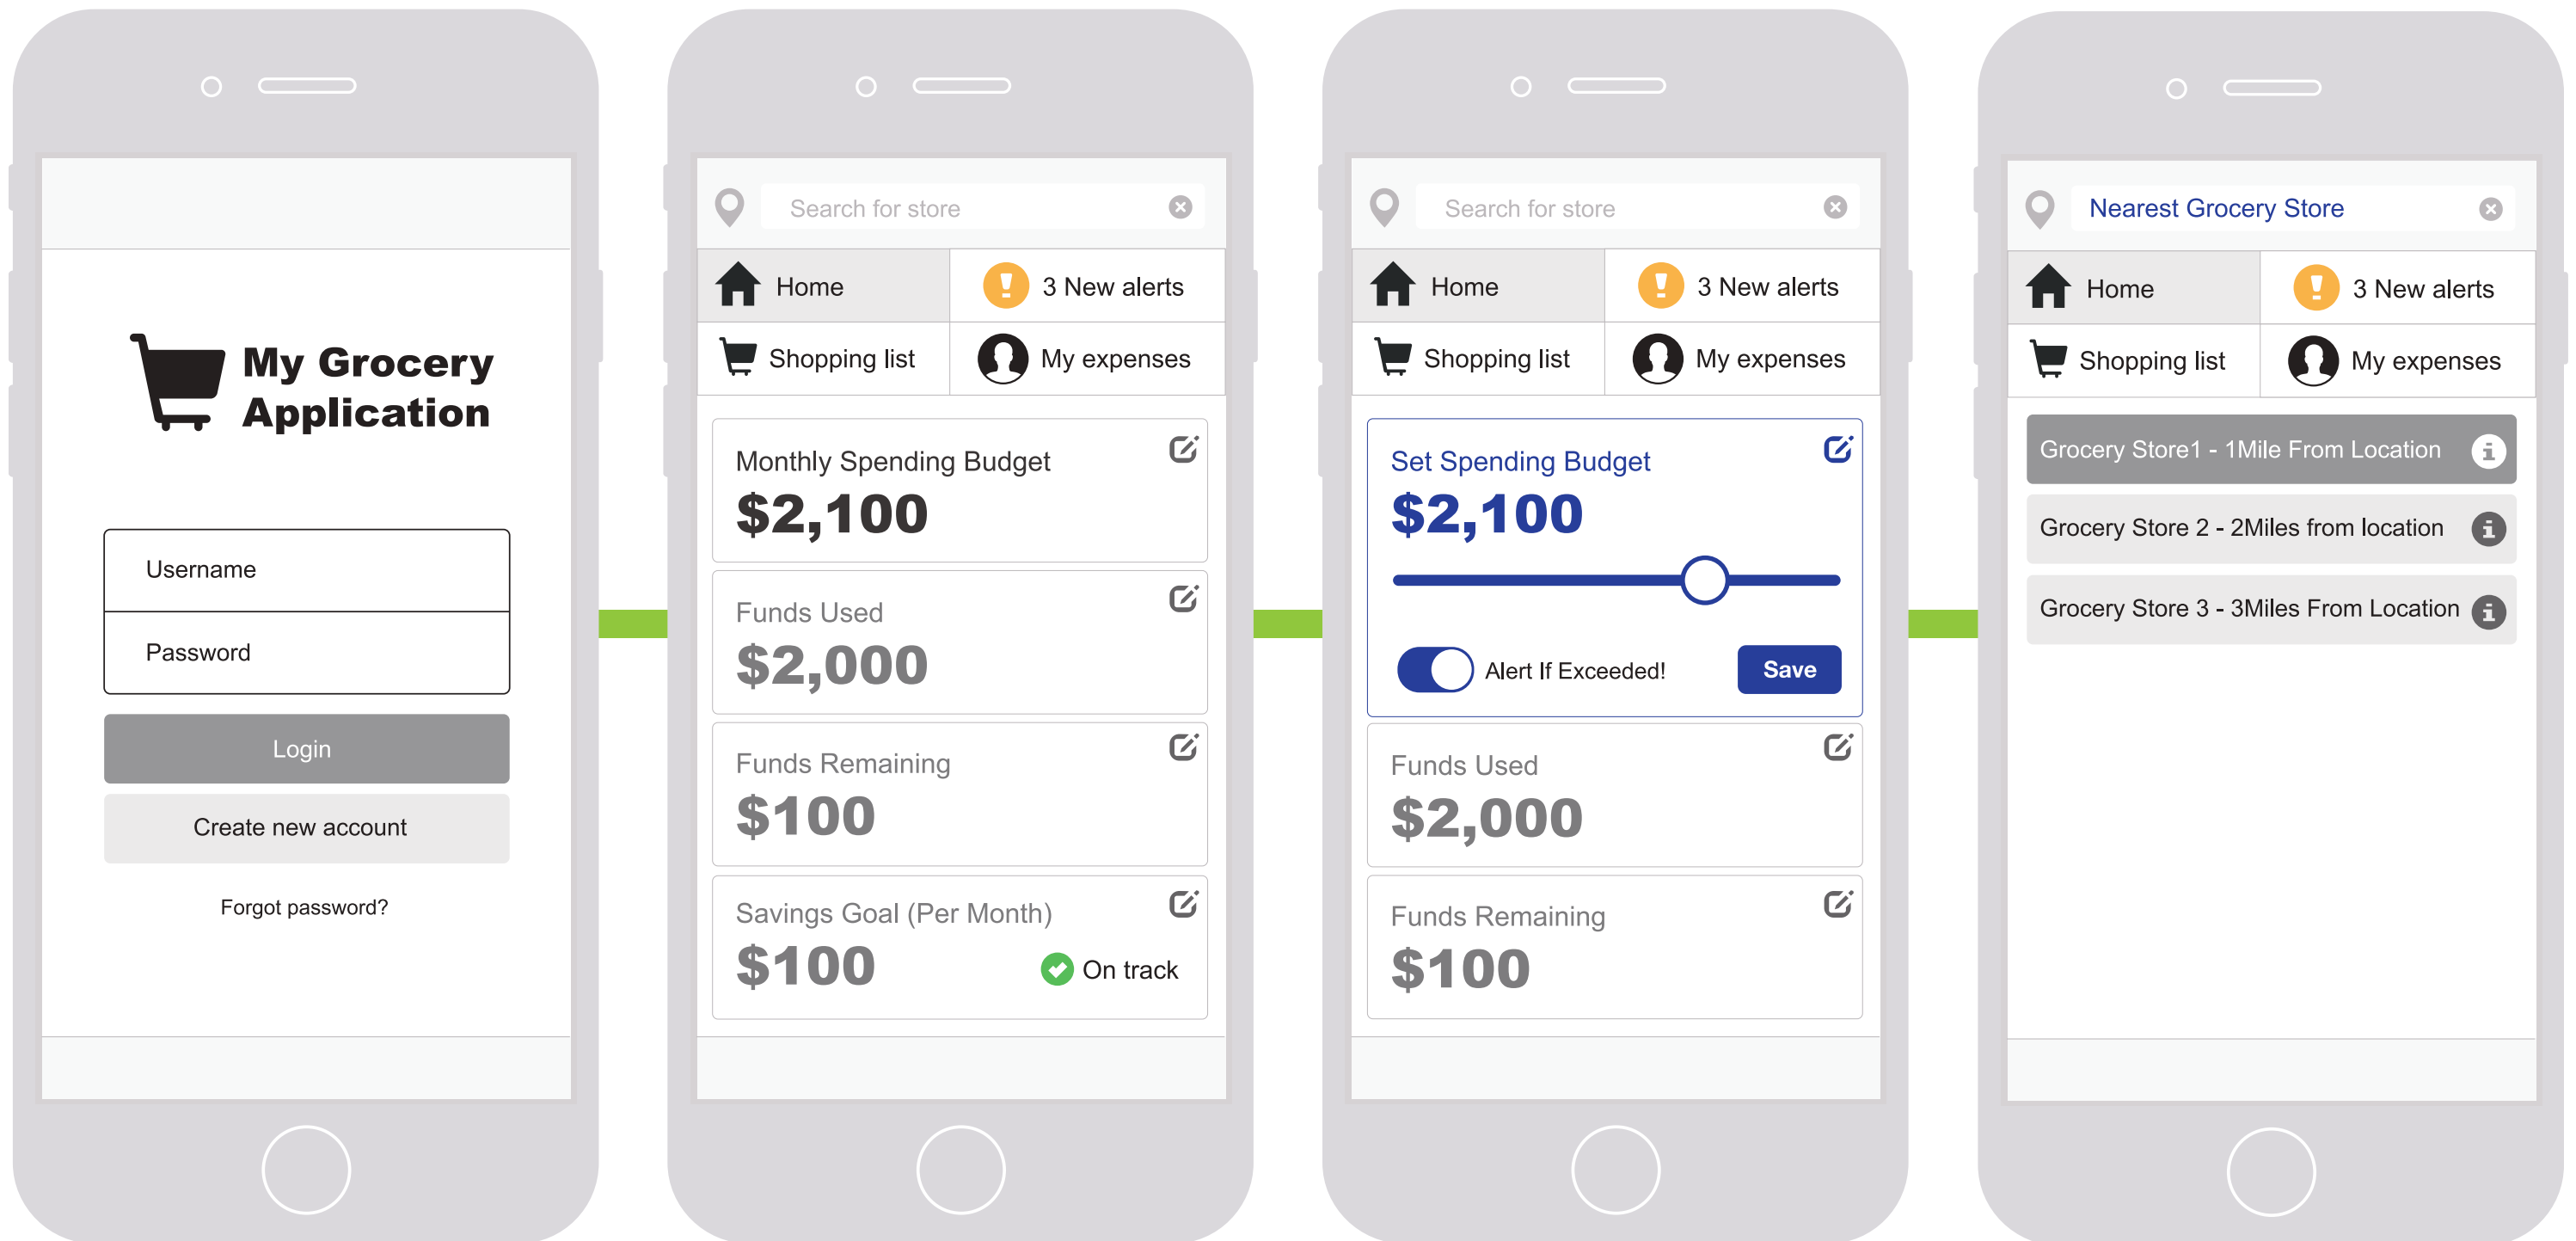 My Grocery
Application
Username
Password
Login
Create new account
Forgot password?
Search for store
Home
3 New alerts
Shopping list
My expenses
Monthly Spending Budget
$2,100
Funds Used
$2,000
Funds Remaining
$100
Savings Goal (Per Month)
$100
On track
Search for store
Home
3 New alerts
Shopping list
My expenses
Set Spending Budget
$2,100
Alert If Exceeded!
Save
Funds Used
$2,000
Funds Remaining
$100
Nearest Grocery Store
Home
3 New alerts
Shopping list
My expenses
Grocery Store1 - 1Mile From Location
Grocery Store 2 - 2Miles from location
Grocery Store 3 - 3Miles From Location